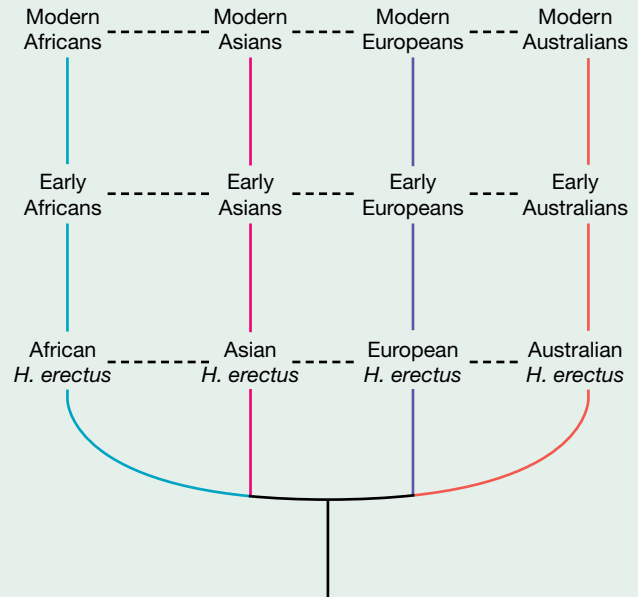 Modern Africans
Modern Asians
Modern Europeans
Modern Australians
Early Africans
Early Asians
Early Europeans
Early Australians
African H. erectus
Asian H. erectus
European H. erectus
Australian H. erectus